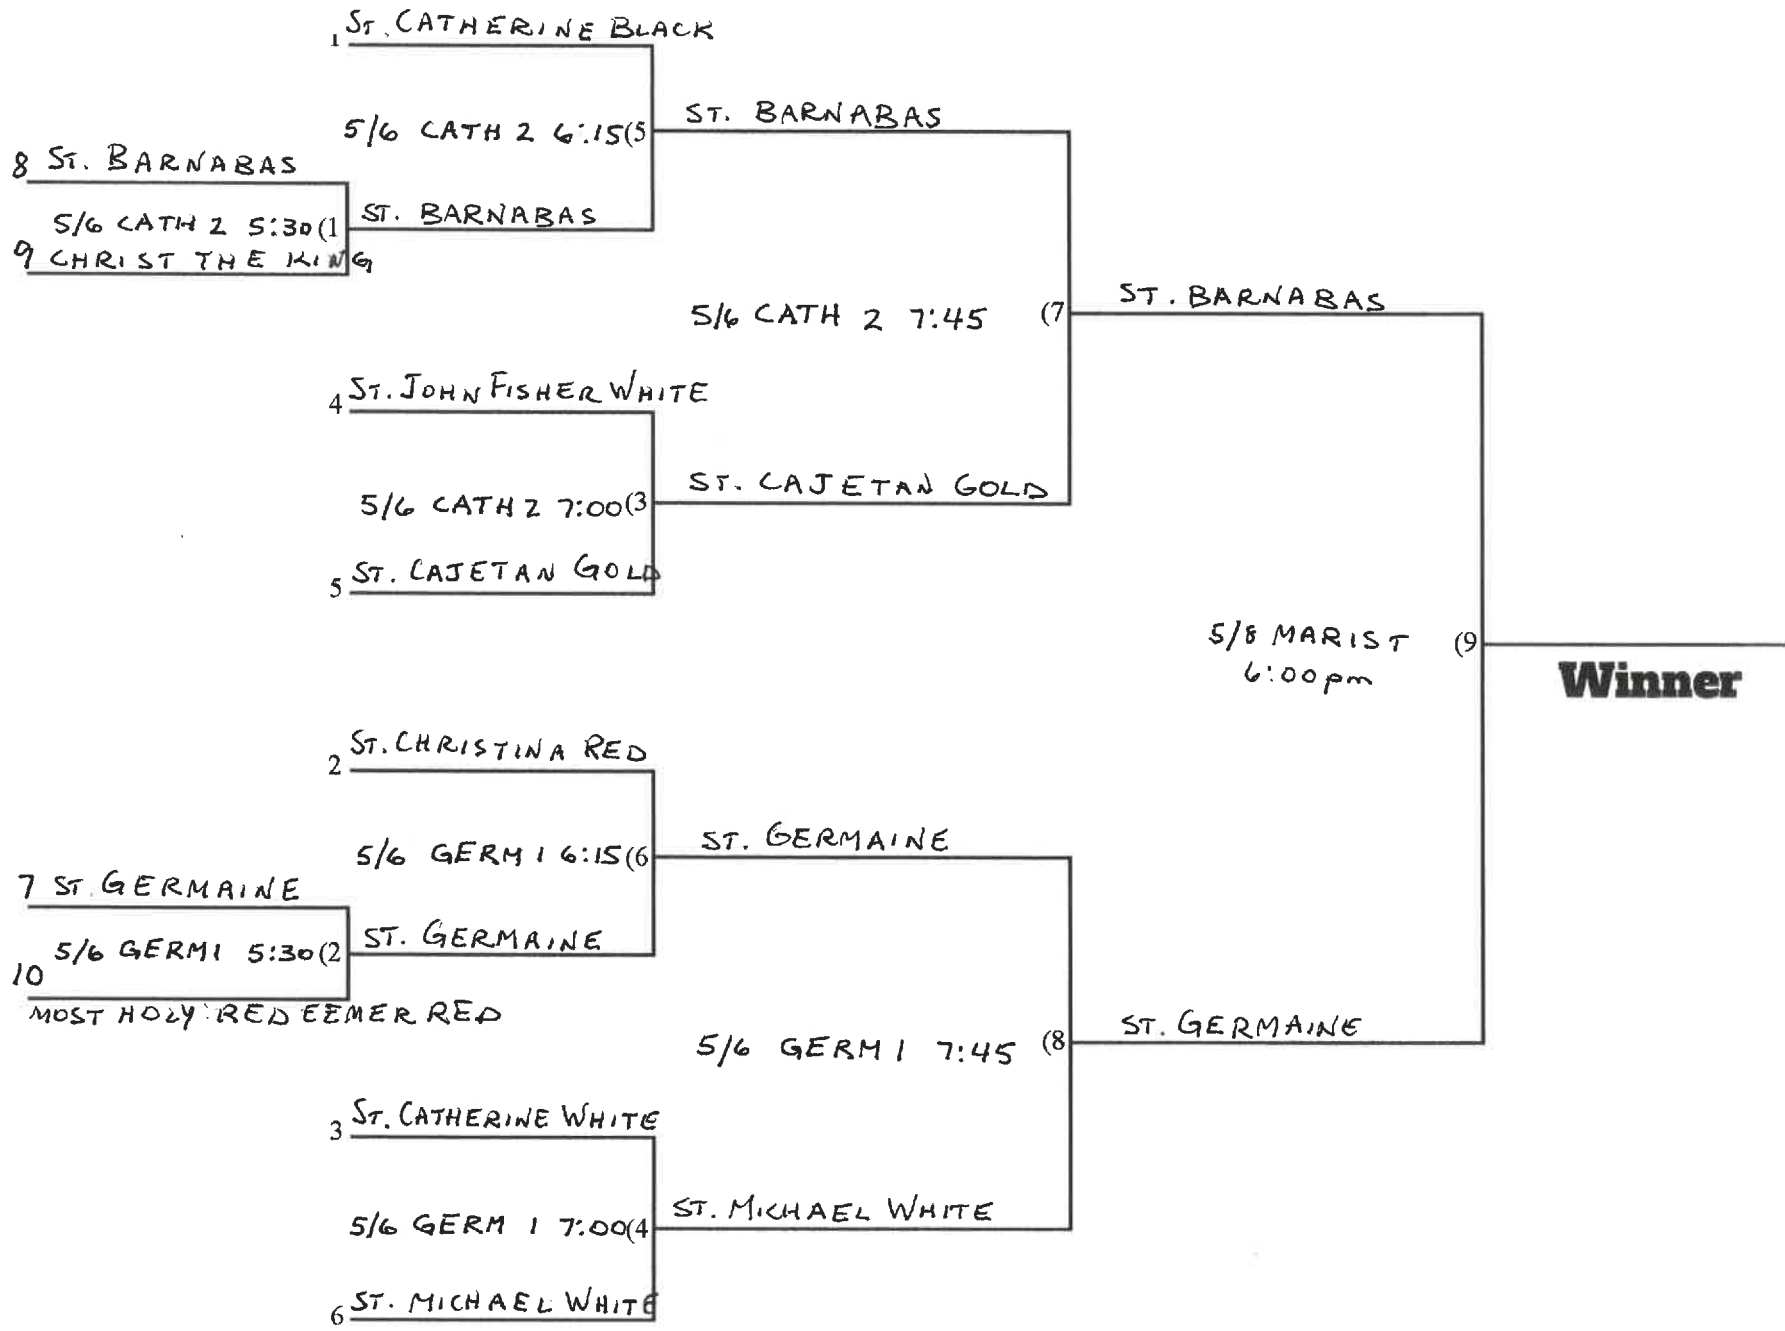 1 ST. CATHERINE BLACK
5/6 CATH 2 6:15 (5
ST. BARNABAS
8 ST. BARNABAS
5/6 CATH 2 5:30 (1
ST. BARNABAS
9 CHRIST THE KING
5/6 CATH 2 7:45 (7
ST. BARNABAS
4 ST. JOHN FISHER WHITE
5/6 CATH 2 7:00 (3
ST. CAJETAN GOLD
5 ST. CAJETAN GOLD
5/8 MARIST (9
6:00 pm
Winner
2 ST. CHRISTINA RED
5/6 GERM 1 6:15 (6
ST. GERMAINE
7 ST. GERMAINE
5/6 GERM 1 5:30 (2
ST. GERMAINE
10
MOST HOLY REDEEMER RED
5/6 GERM 1 7:45 (8
ST. GERMAINE
3 ST. CATHERINE WHITE
5/6 GERM 1 7:00 (4
ST. MICHAEL WHITE
6 ST. MICHAEL WHITE